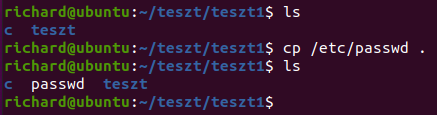 richard@ubuntu:~/teszt/teszt1$ ls
c  teszt
richard@ubuntu:~/teszt/teszt1$ cp /etc/passwd .
richard@ubuntu:~/teszt/teszt1$ ls
c  passwd  teszt
richard@ubuntu:~/teszt/teszt1$